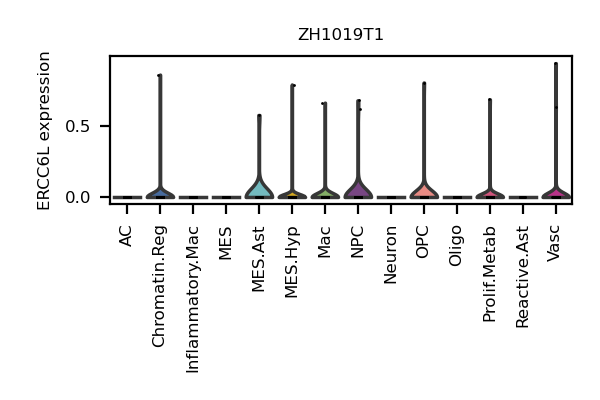 ZH1019T1
ERCC6L expression
0.5
0.0
AC
Chromatin.Reg
Inflammatory.Mac
MES
MES.Ast
MES.Hyp
Mac
NPC
Neuron
OPC
Oligo
Prolif.Metab
Reactive.Ast
Vasc